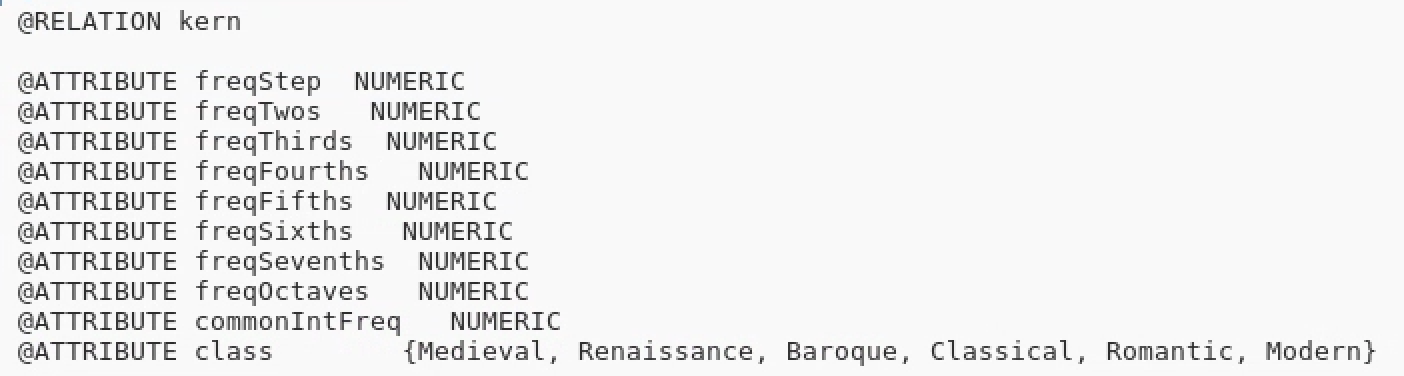 @RELATION kern
@ATTRIBUTE freqStep  NUMERIC
@ATTRIBUTE freqTwos   NUMERIC
@ATTRIBUTE freqThirds  NUMERIC
@ATTRIBUTE freqFourths   NUMERIC
@ATTRIBUTE freqFifths  NUMERIC
@ATTRIBUTE freqSixths   NUMERIC
@ATTRIBUTE freqSevenths  NUMERIC
@ATTRIBUTE freqOctaves   NUMERIC
@ATTRIBUTE commonIntFreq   NUMERIC
@ATTRIBUTE class        {Medieval, Renaissance, Baroque, Classical, Romantic, Modern}